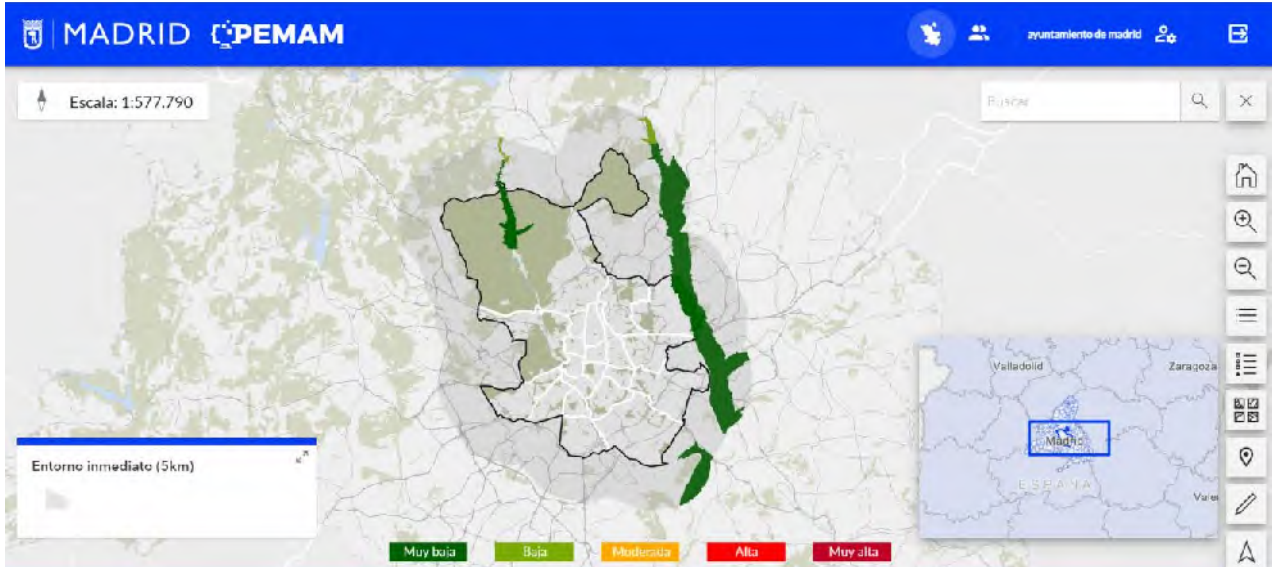 MADRID PEMAM
ayuntamiento de madrid
Escala: 1:577.790
Buscar
Valladolid
Zaragoza
Madrid
ESPAÑA
Entorno inmediato (5km)
Muy baja
Baja
Moderada
Alta
Muy alta